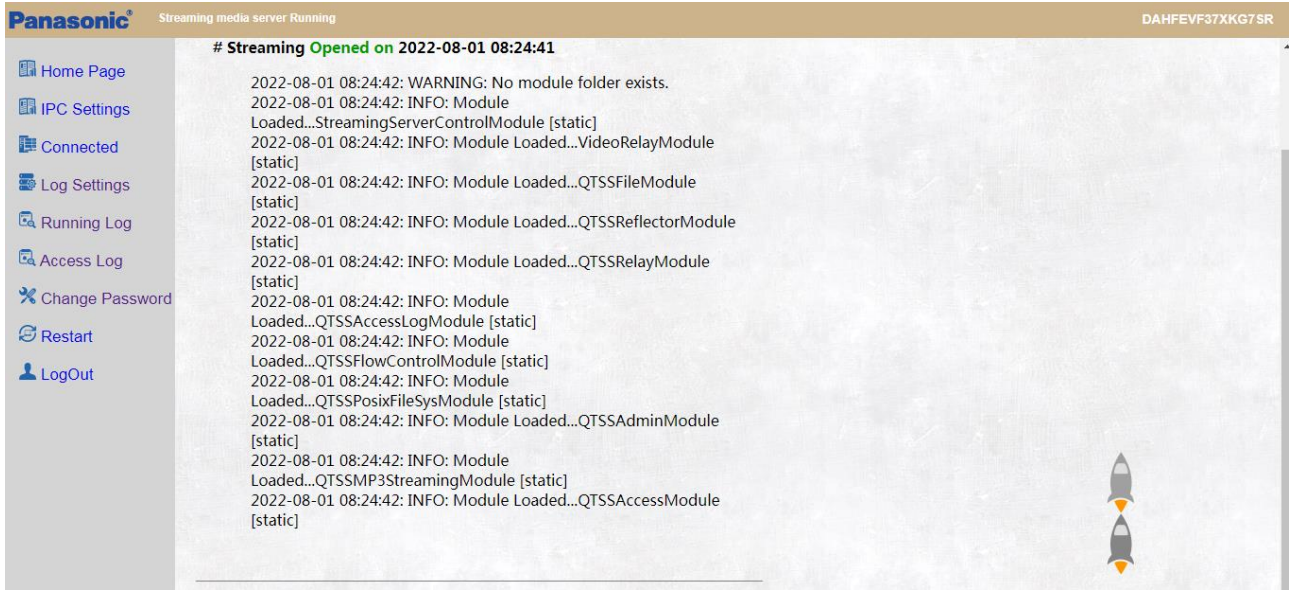 Panasonic®
Streaming media server Running
DAHFEVF37XKG7SR
Home Page
IPC Settings
Connected
Log Settings
Running Log
Access Log
Change Password
Restart
LogOut
# Streaming Opened on 2022-08-01 08:24:41
2022-08-01 08:24:42: WARNING: No module folder exists.
2022-08-01 08:24:42: INFO: Module
Loaded...StreamingServerControlModule [static]
2022-08-01 08:24:42: INFO: Module Loaded...VideoRelayModule
[static]
2022-08-01 08:24:42: INFO: Module Loaded...QTSSFileModule
[static]
2022-08-01 08:24:42: INFO: Module Loaded...QTSSReflectorModule
[static]
2022-08-01 08:24:42: INFO: Module Loaded...QTSSRelayModule
[static]
2022-08-01 08:24:42: INFO: Module
Loaded...QTSSAccessLogModule [static]
2022-08-01 08:24:42: INFO: Module
Loaded...QTSSFlowControlModule [static]
2022-08-01 08:24:42: INFO: Module
Loaded...QTSSPosixFileSysModule [static]
2022-08-01 08:24:42: INFO: Module Loaded...QTSSAdminModule
[static]
2022-08-01 08:24:42: INFO: Module
Loaded...QTSSMP3StreamingModule [static]
2022-08-01 08:24:42: INFO: Module Loaded...QTSSAccessModule
[static]